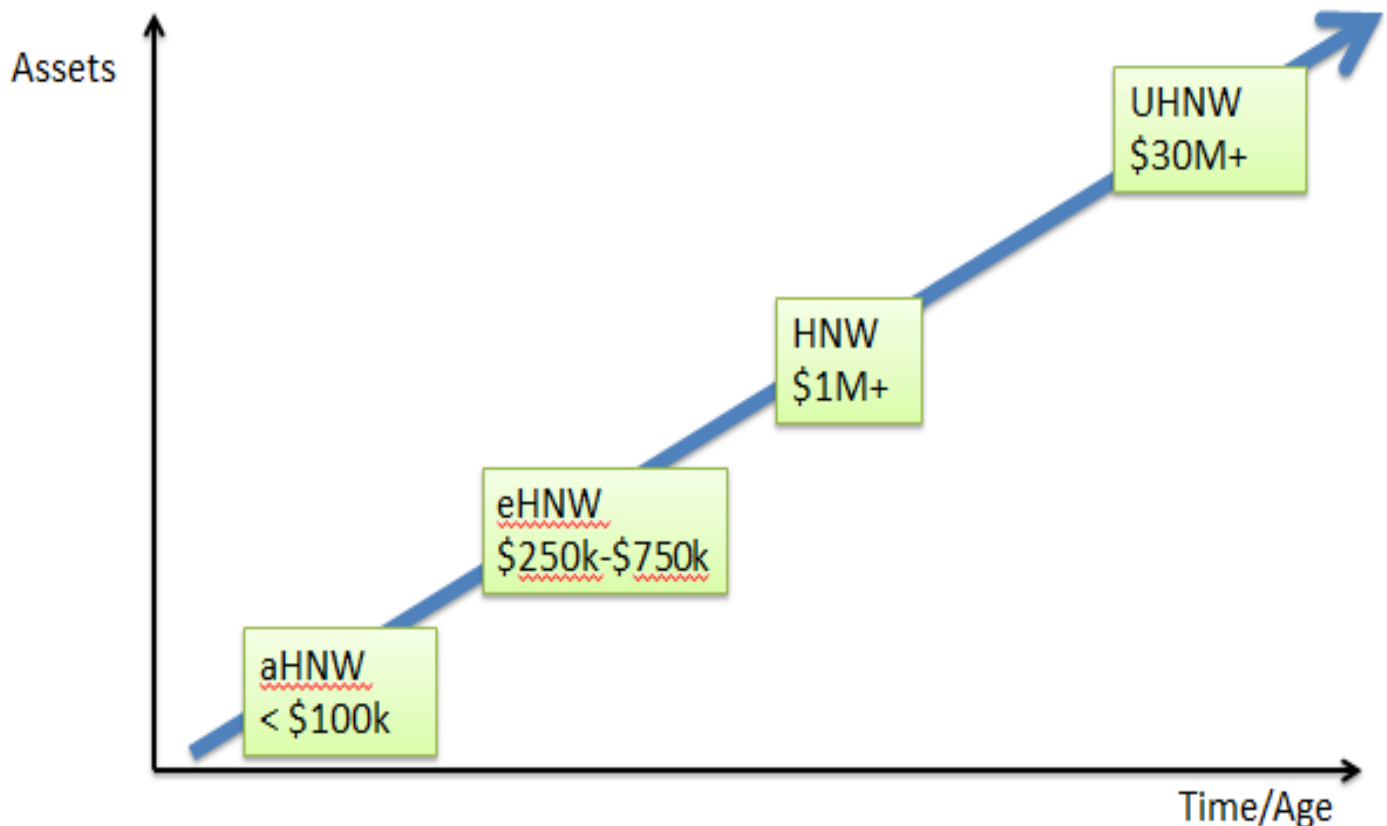 Assets
UHNW
$30M+
HNW
$1M+
eHNW
$250k-$750k
aHNW
< $100k
Time/Age